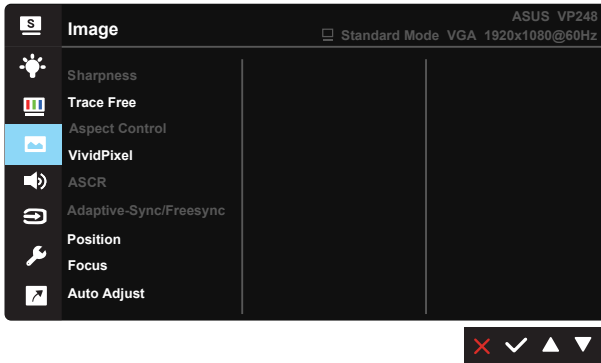 S
Image
ASUS VP248
Standard Mode VGA 1920x1080@60Hz
Sharpness
Trace Free
Aspect Control
VividPixel
ASCR
Adaptive-Sync/Freesync
Position
Focus
Auto Adjust